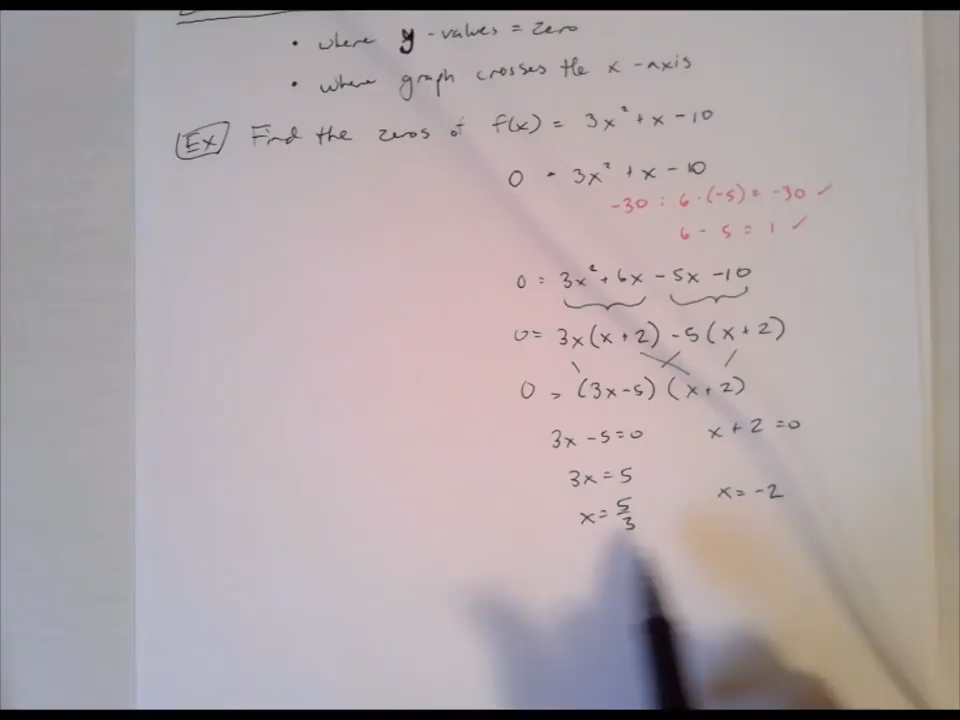 • where y-values = zero
• where graph crosses the x-axis
Ex Find the zeros of f(x) = 3x² + x - 10
0 = 3x² + x - 10
-30 : 6·(-5) = -30 ✓
6 - 5 = 1 ✓
0 = 3x² + 6x - 5x - 10
0 = 3x(x + 2) - 5(x + 2)
0 = (3x-5)(x+2)
3x - 5 = 0 x + 2 = 0
3x = 5
x = -2
x = 5/3